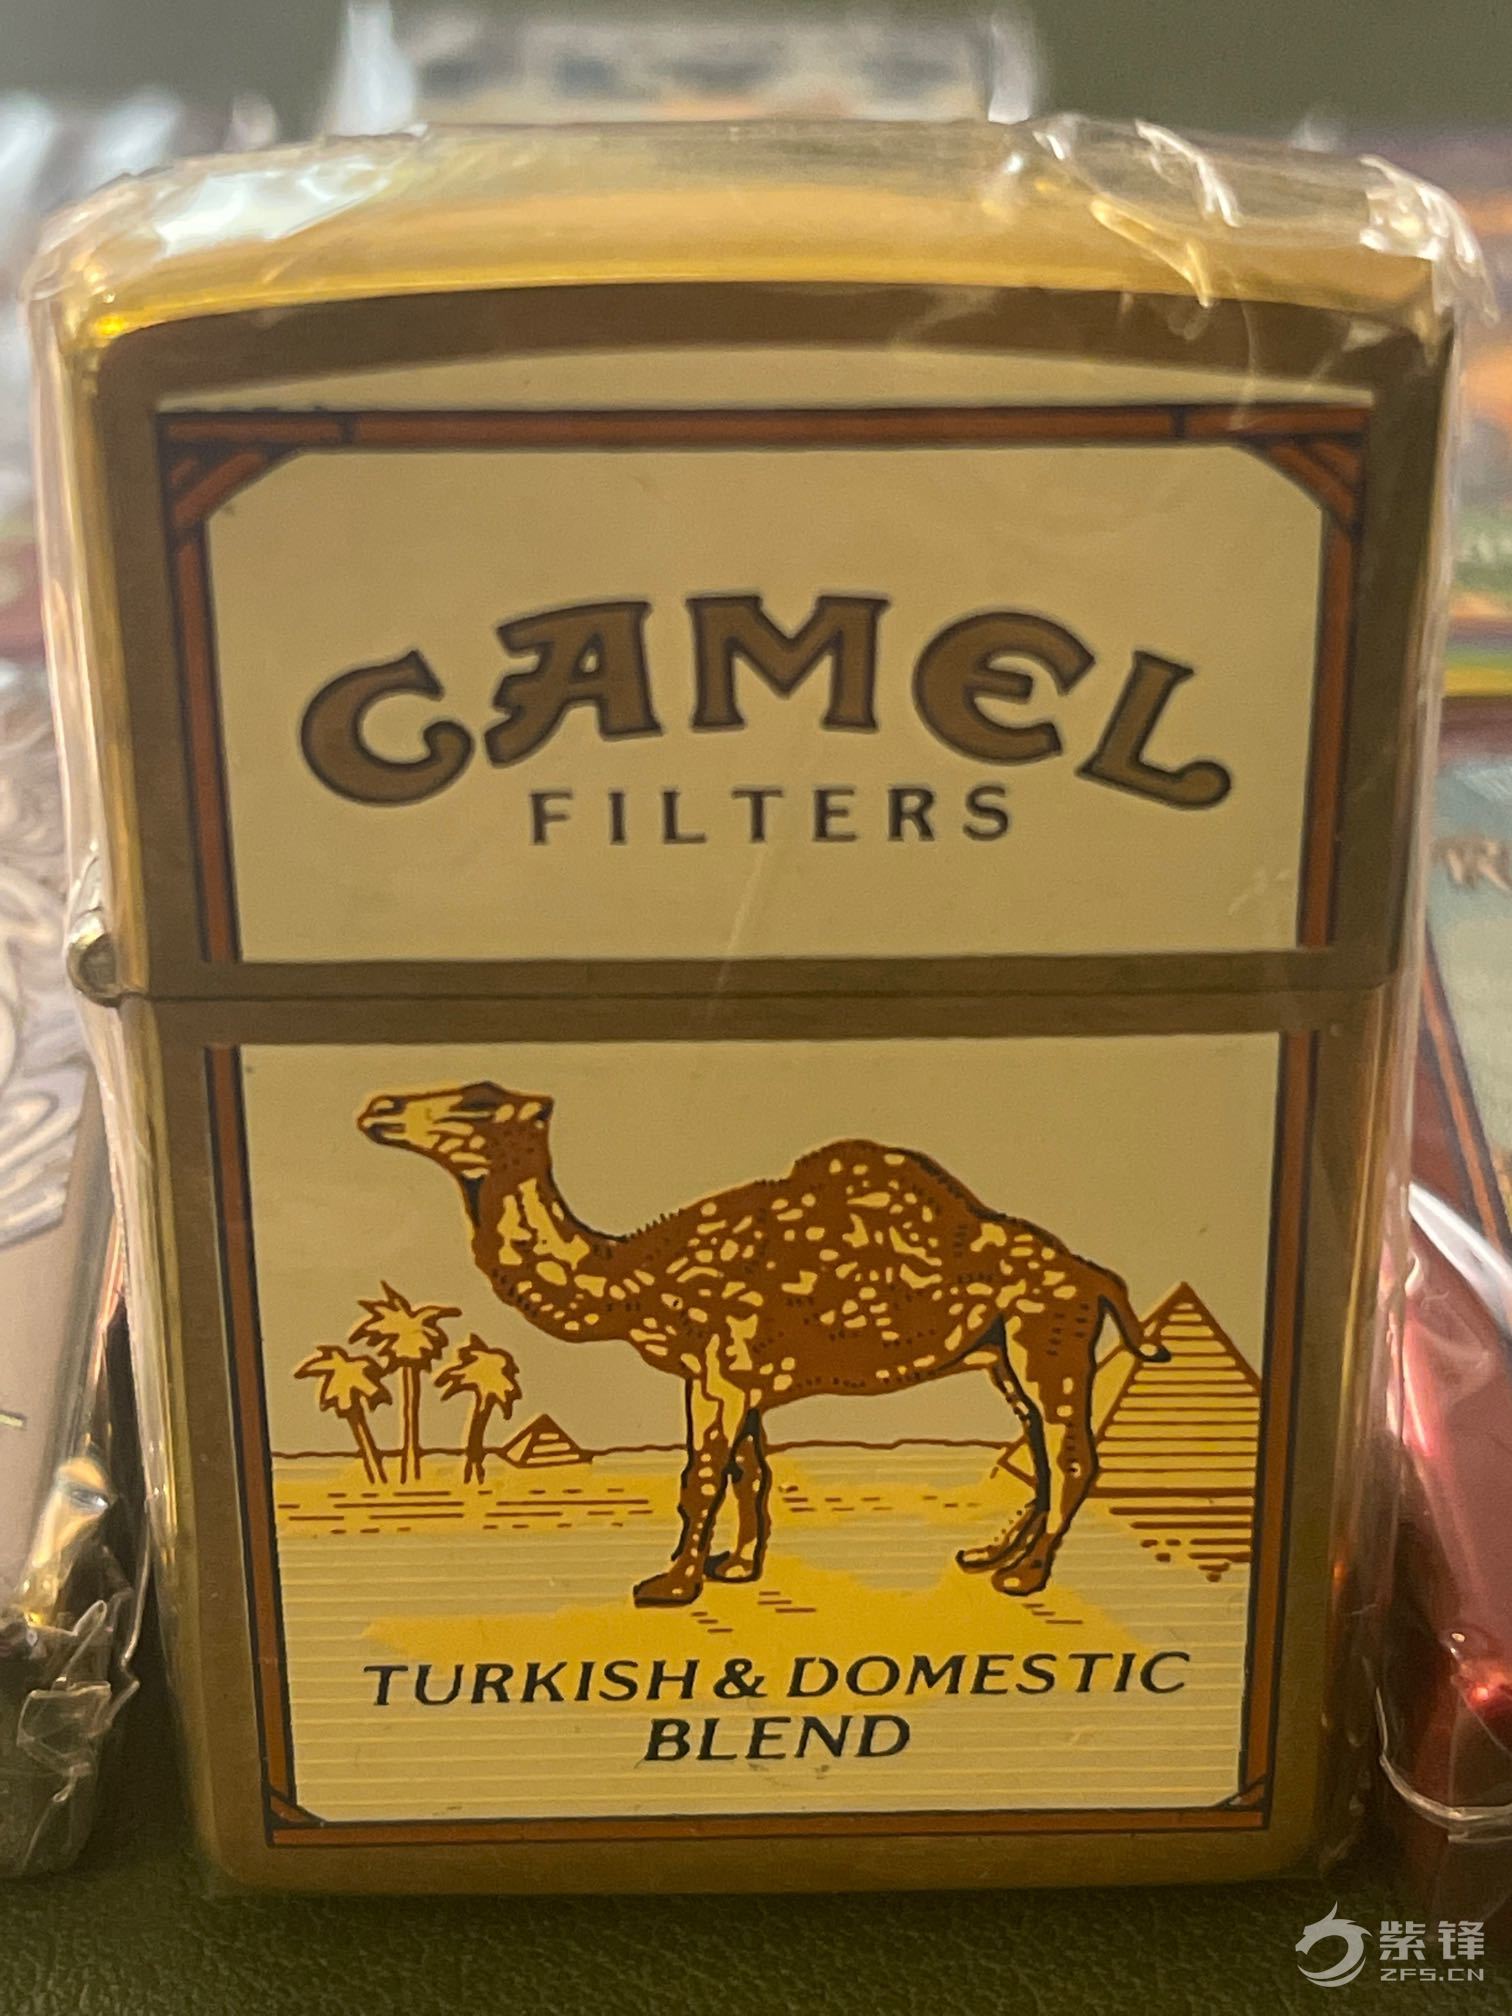 CAMEL
FILTERS
TURKISH & DOMESTIC
BLEND
紫锋
ZFS.CN